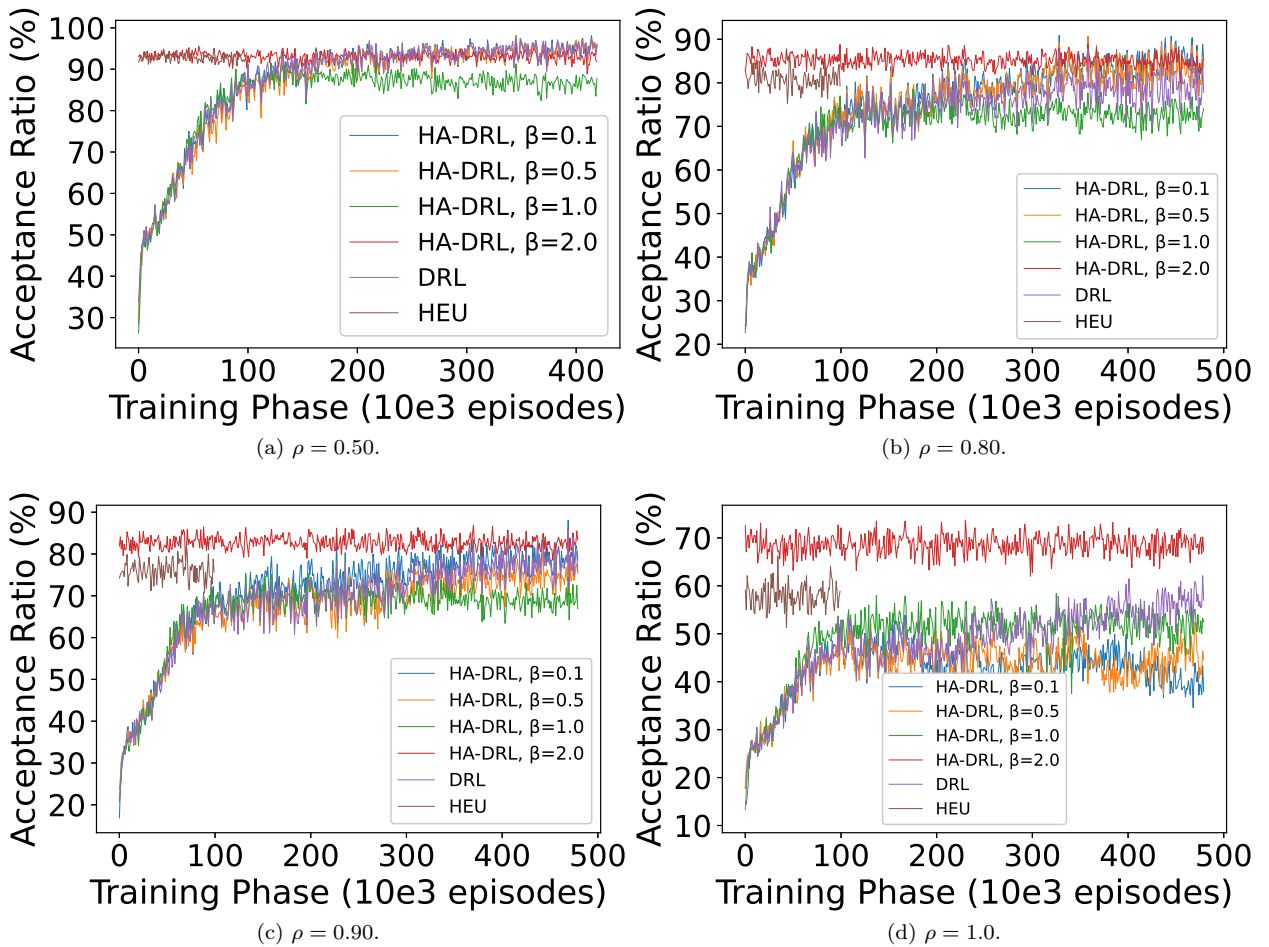 Acceptance Ratio (%)
100
90
80
70
60
50
40
30
HA-DRL, β=0.1
HA-DRL, β=0.5
HA-DRL, β=1.0
HA-DRL, β=2.0
DRL
HEU
0 100 200 300 400
Training Phase (10e3 episodes)
(a) ρ = 0.50.
Acceptance Ratio (%)
90
80
70
60
50
40
30
20
HA-DRL, β=0.1
HA-DRL, β=0.5
HA-DRL, β=1.0
HA-DRL, β=2.0
DRL
HEU
0 100 200 300 400 500
Training Phase (10e3 episodes)
(b) ρ = 0.80.
Acceptance Ratio (%)
90
80
70
60
50
40
30
20
HA-DRL, β=0.1
HA-DRL, β=0.5
HA-DRL, β=1.0
HA-DRL, β=2.0
DRL
HEU
0 100 200 300 400 500
Training Phase (10e3 episodes)
(c) ρ = 0.90.
Acceptance Ratio (%)
70
60
50
40
30
20
10
HA-DRL, β=0.1
HA-DRL, β=0.5
HA-DRL, β=1.0
HA-DRL, β=2.0
DRL
HEU
0 100 200 300 400 500
Training Phase (10e3 episodes)
(d) ρ = 1.0.